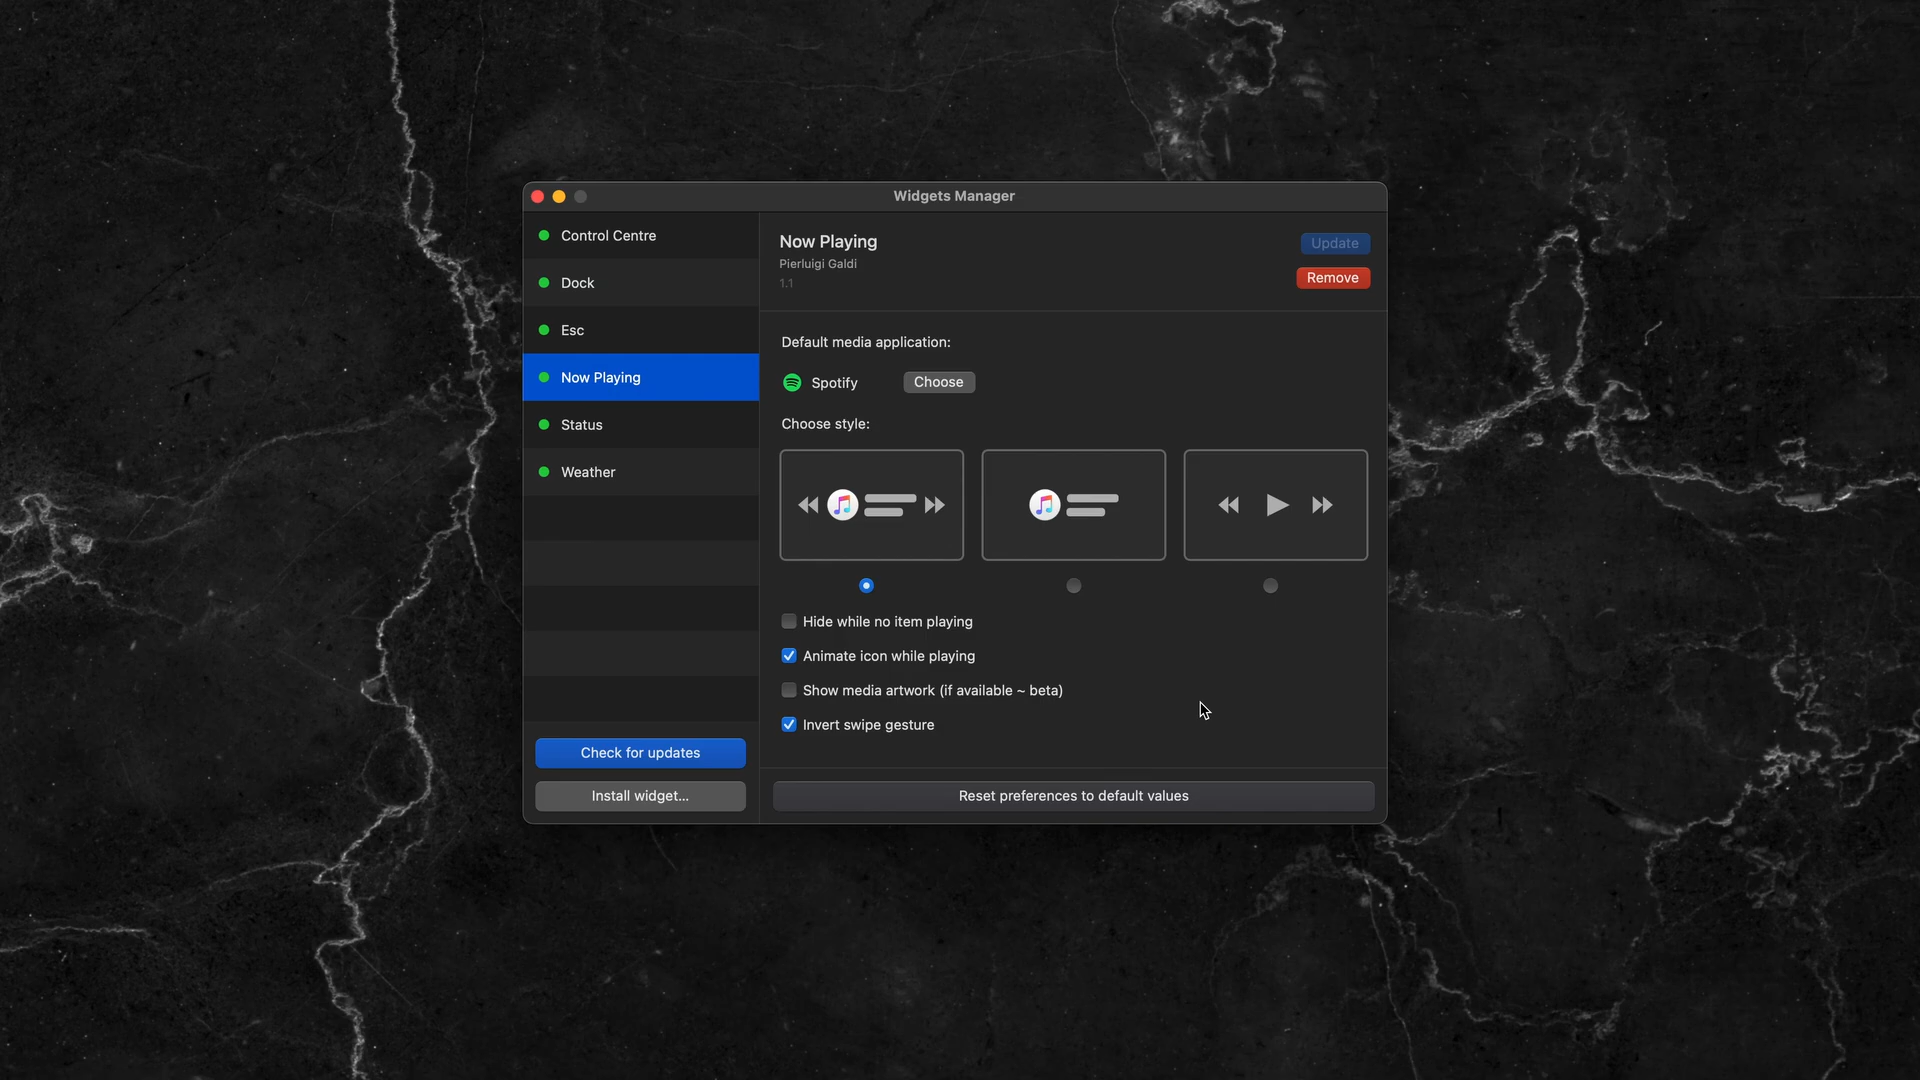 Widgets Manager
Control Centre
Dock
Esc
Now Playing
Status
Weather
Check for updates
Install widget...
Now Playing
Pierluigi Galdi
1.1
Update
Remove
Default media application:
Spotify
Choose
Choose style:
Hide while no item playing
Animate icon while playing
Show media artwork (if available ~ beta)
Invert swipe gesture
Reset preferences to default values